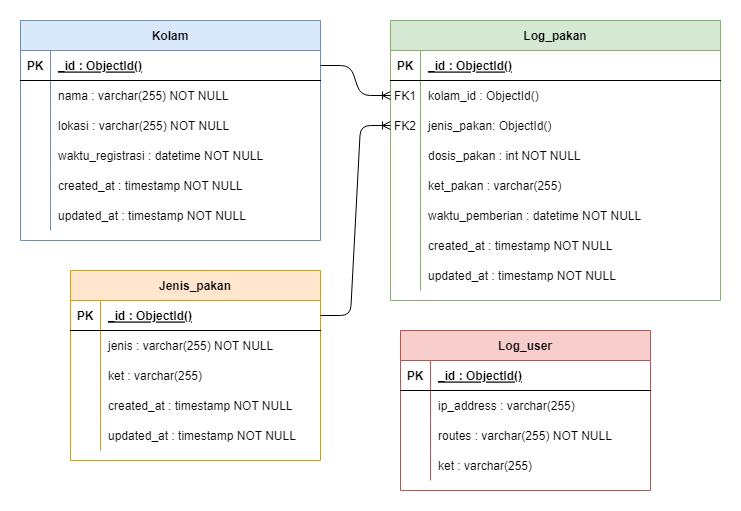 Kolam
PK _id : ObjectId()
nama : varchar(255) NOT NULL
lokasi : varchar(255) NOT NULL
waktu_registrasi : datetime NOT NULL
created_at : timestamp NOT NULL
updated_at : timestamp NOT NULL
Log_pakan
PK _id : ObjectId()
FK1 kolam_id : ObjectId()
FK2 jenis_pakan: ObjectId()
dosis_pakan : int NOT NULL
ket_pakan : varchar(255)
waktu_pemberian : datetime NOT NULL
created_at : timestamp NOT NULL
updated_at : timestamp NOT NULL
Jenis_pakan
PK _id : ObjectId()
jenis : varchar(255) NOT NULL
ket : varchar(255)
created_at : timestamp NOT NULL
updated_at : timestamp NOT NULL
Log_user
PK _id : ObjectId()
ip_address : varchar(255)
routes : varchar(255) NOT NULL
ket : varchar(255)